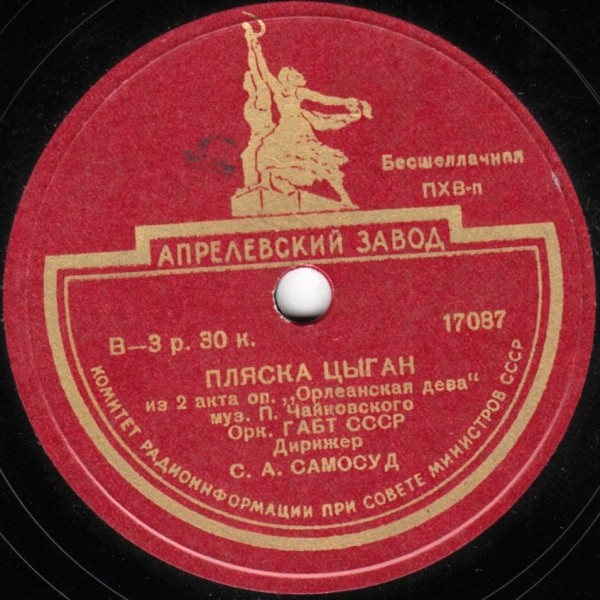 Бесшеллачная
ПХВ-п
АПРЕЛЕВСКИЙ ЗАВОД
17087
В—3 р. 30 к.
ПЛЯСКА ЦЫГАН
из 2 акта оп. „Орлеанская дева“
муз. П. Чайковского
Орк. ГАБТ СССР
Дирижер
С. А. САМОСУД
КОМИТЕТ РАДИОИНФОРМАЦИИ ПРИ СОВЕТЕ МИНИСТРОВ СССР